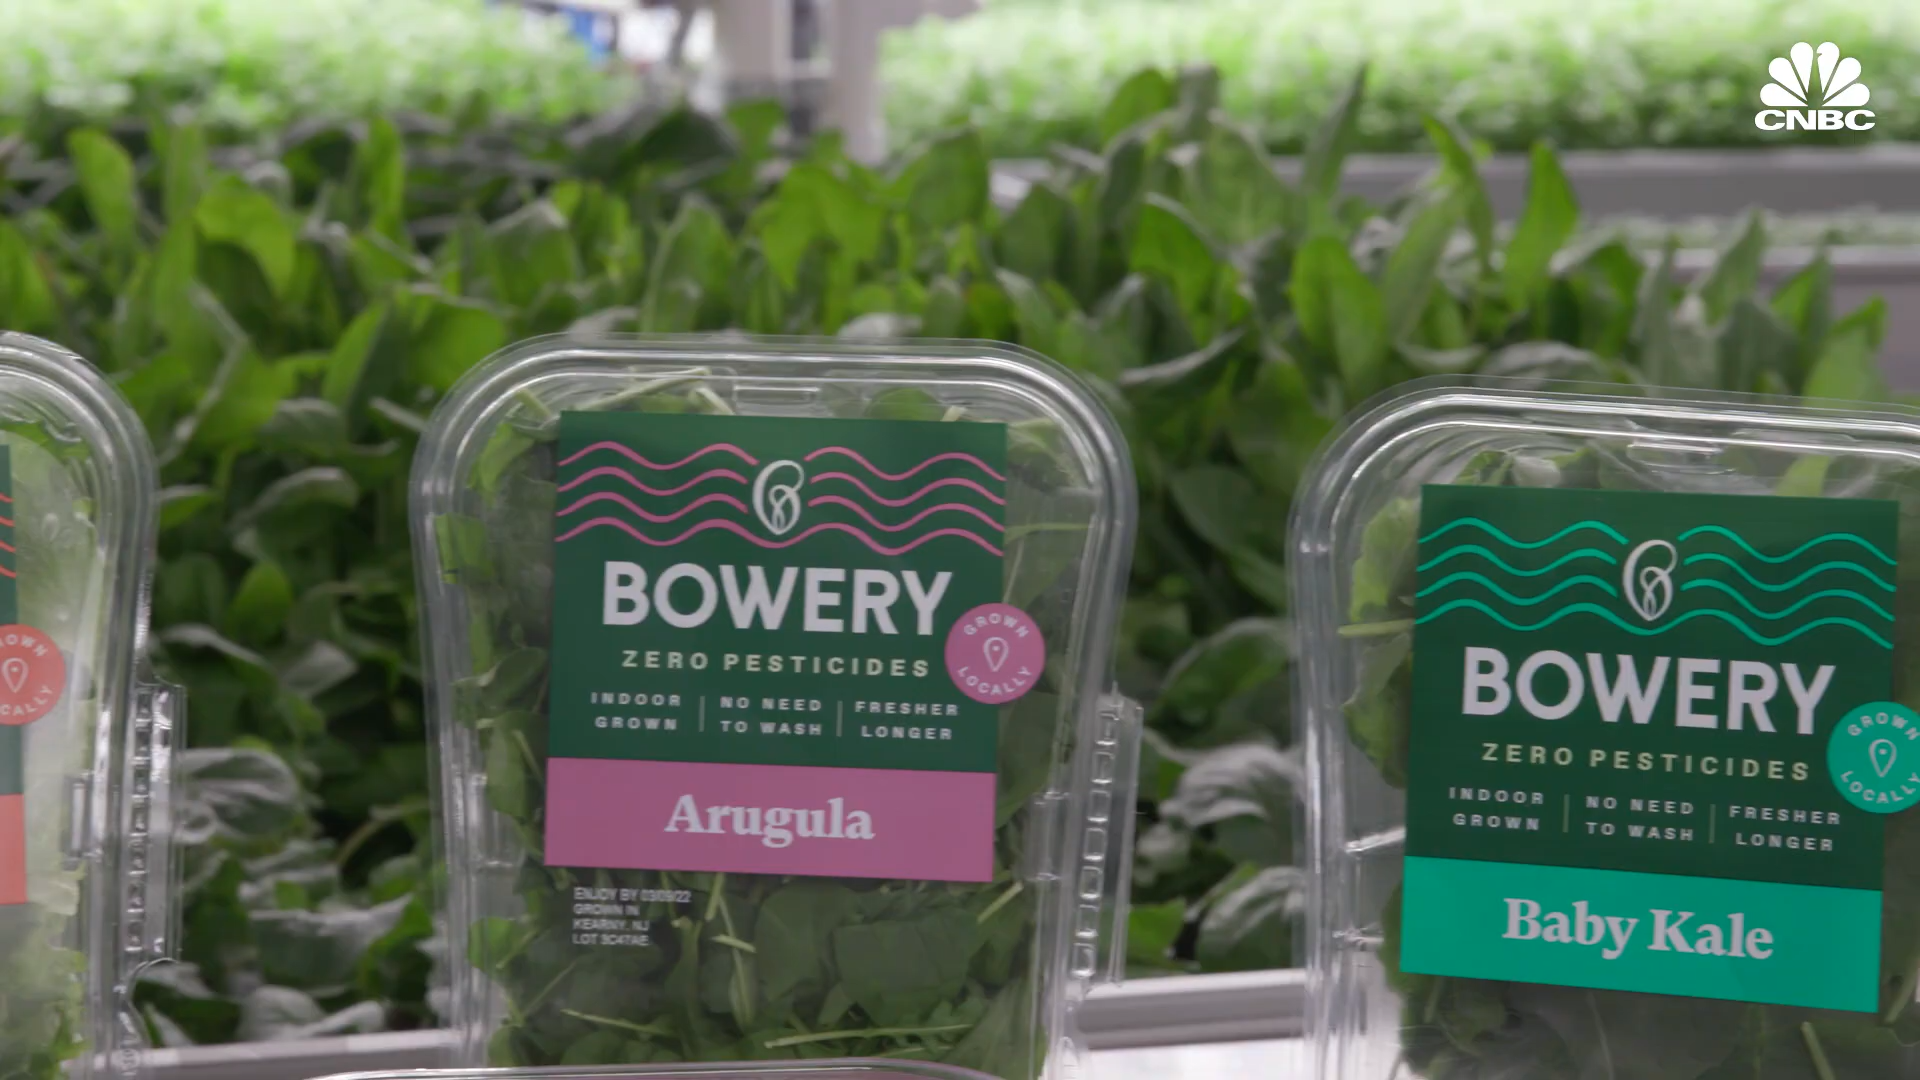 CNBC
BOWERY
ZERO PESTICIDES
INDOOR GROWN
NO NEED TO WASH
FRESHER LONGER
GROWN LOCALLY
Arugula
ENJOY BY 03/09/22
GROWN IN
KEARNY, NJ
BOWERY
ZERO PESTICIDES
INDOOR GROWN
NO NEED TO WASH
FRESHER LONGER
GROWN LOCALLY
Baby Kale